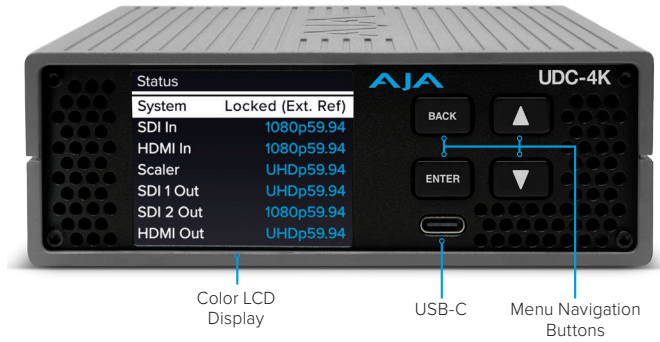 Status
AJA
UDC-4K
System Locked (Ext. Ref)
SDI In 1080p59.94
HDMI In 1080p59.94
Scaler UHDp59.94
SDI 1 Out UHDp59.94
SDI 2 Out 1080p59.94
HDMI Out UHDp59.94
BACK
ENTER
Color LCD
Display
USB-C
Menu Navigation
Buttons